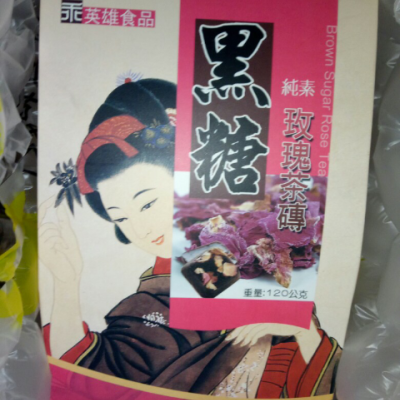 乖英雄食品
黑糖
純素
玫瑰茶磚
Brown Sugar Rose Tea
重量:120公克